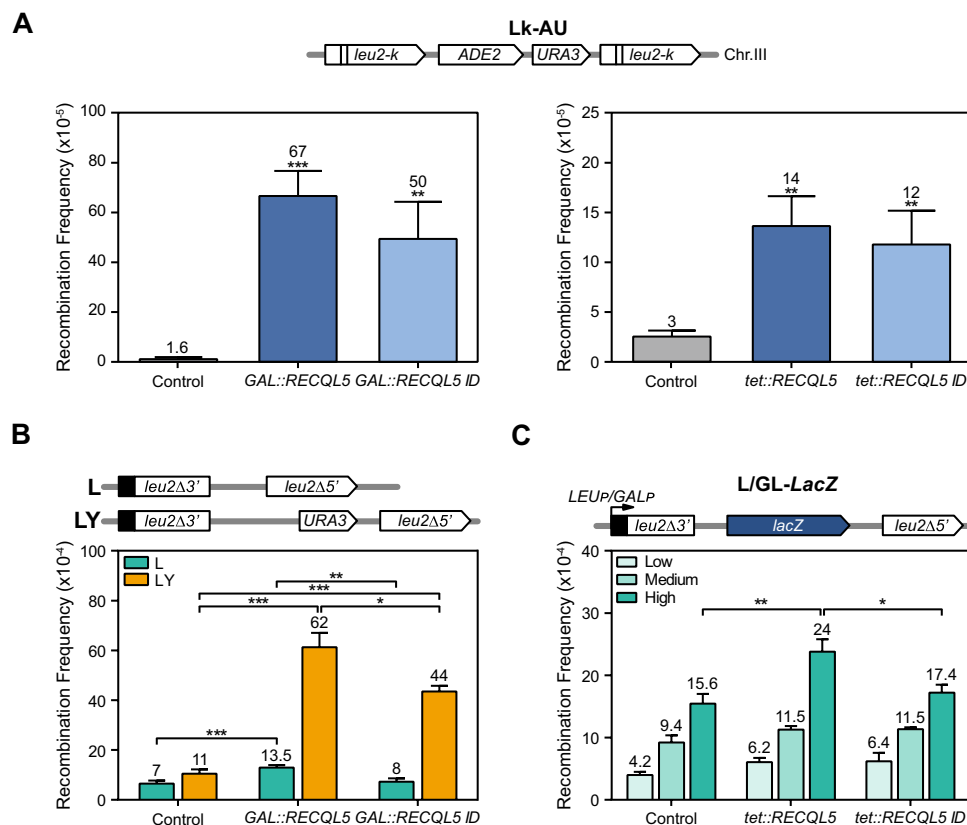 A
Lk-AU
leu2-k ADE2 URA3 leu2-k Chr.III
Recombination Frequency (x10⁻⁵)
100
80
60
40
20
0
1.6
67
***
50
**
Control GAL::RECQL5 GAL::RECQL5 ID
Recombination Frequency (x10⁻⁵)
25
20
15
10
5
0
3
14
**
12
**
Control tet::RECQL5 tet::RECQL5 ID
B
L leu2Δ3’ leu2Δ5’
LY leu2Δ3’ URA3 leu2Δ5’
Recombination Frequency (x10⁻⁴)
100
80
60
40
20
0
L
LY
**
***
*** *
***
7 11 13.5 62 8 44
Control GAL::RECQL5 GAL::RECQL5 ID
C
L/GL-LacZ
LEUP/GALP
leu2Δ3’ lacZ leu2Δ5’
Recombination Frequency (x10⁻⁴)
40
30
20
10
0
Low
Medium
High
** *
4.2 9.4 15.6 6.2 11.5 24 6.4 11.5 17.4
Control tet::RECQL5 tet::RECQL5 ID